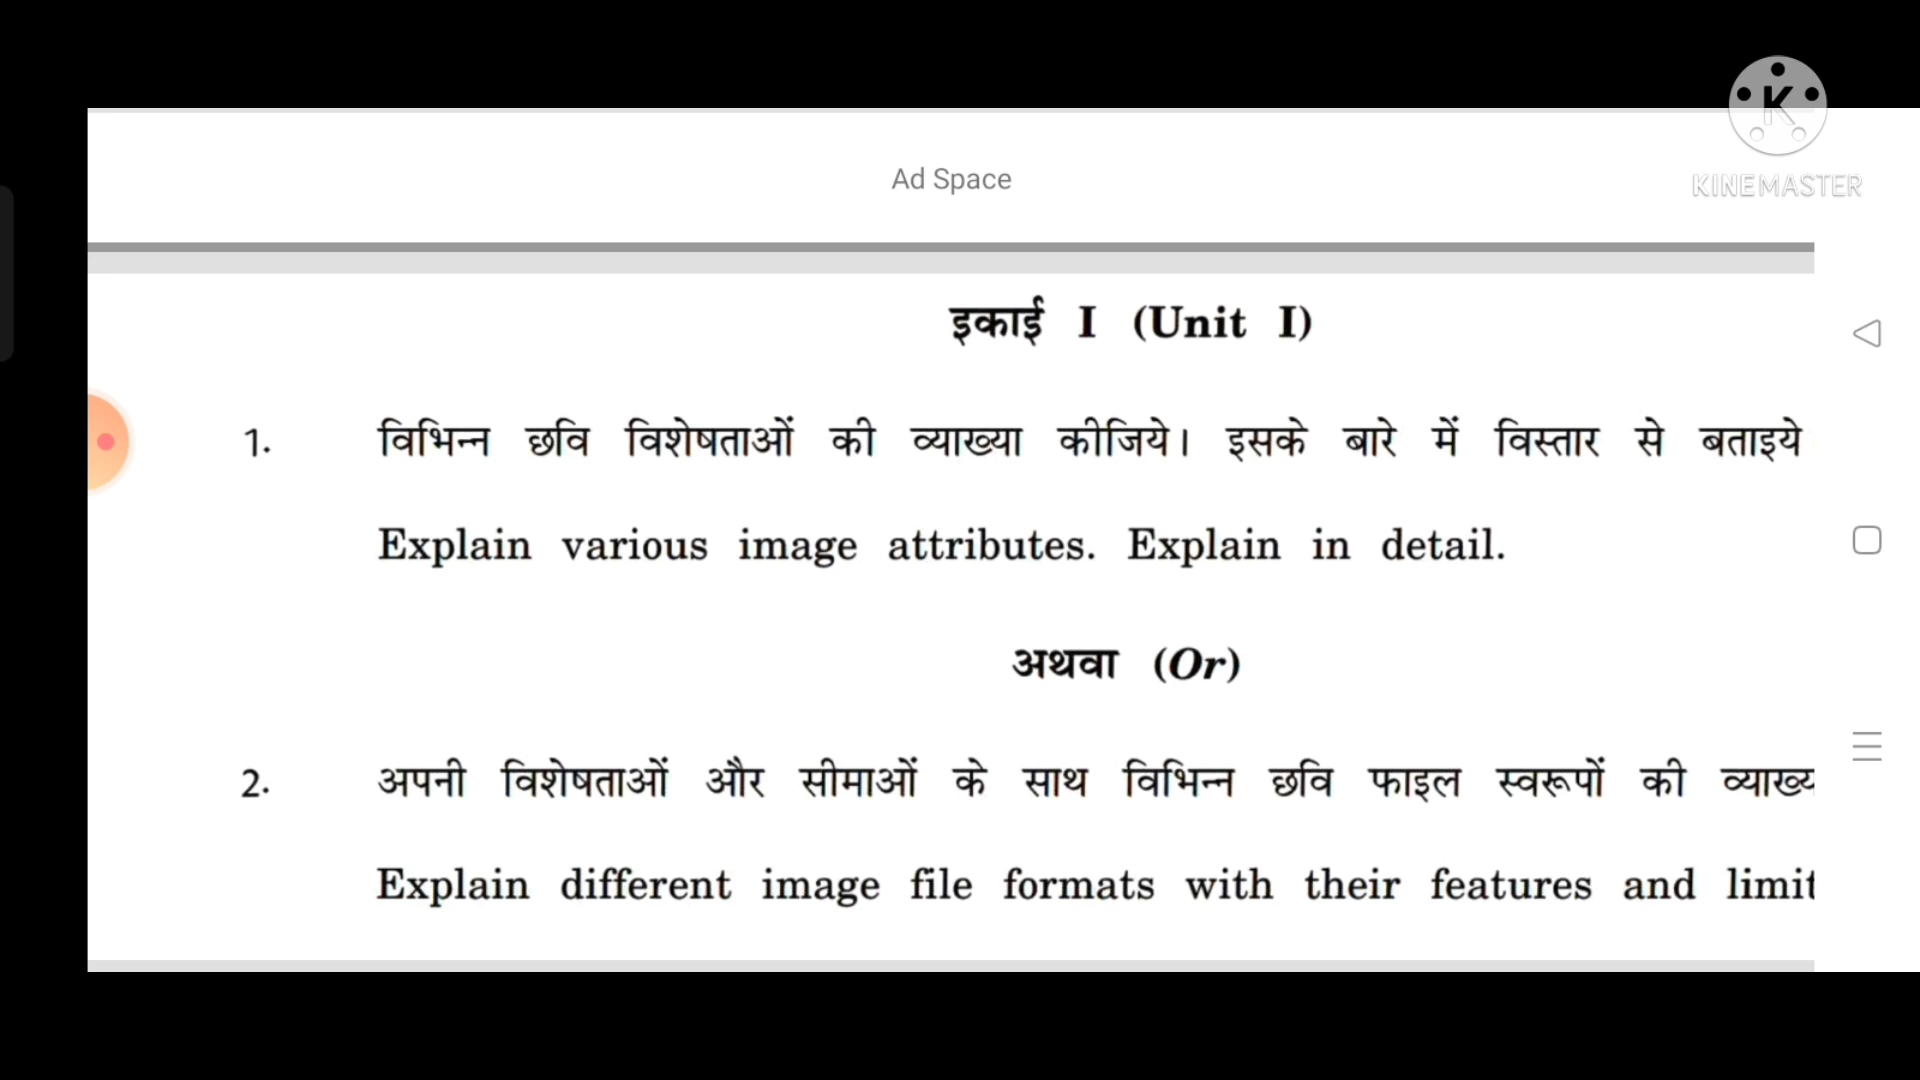 K
KINEMASTER
Ad Space
इकाई I (Unit I)
1. विभिन्न छवि विशेषताओं की व्याख्या कीजिये। इसके बारे में विस्तार से बताइये
Explain various image attributes. Explain in detail.
अथवा (Or)
2. अपनी विशेषताओं और सीमाओं के साथ विभिन्न छवि फाइल स्वरूपों की
Explain different image file formats with their features and